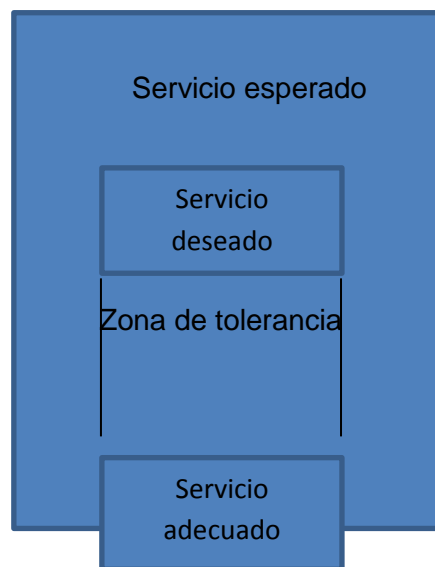 Servicio esperado
Servicio
deseado
Zona de tolerancia
Servicio
adecuado